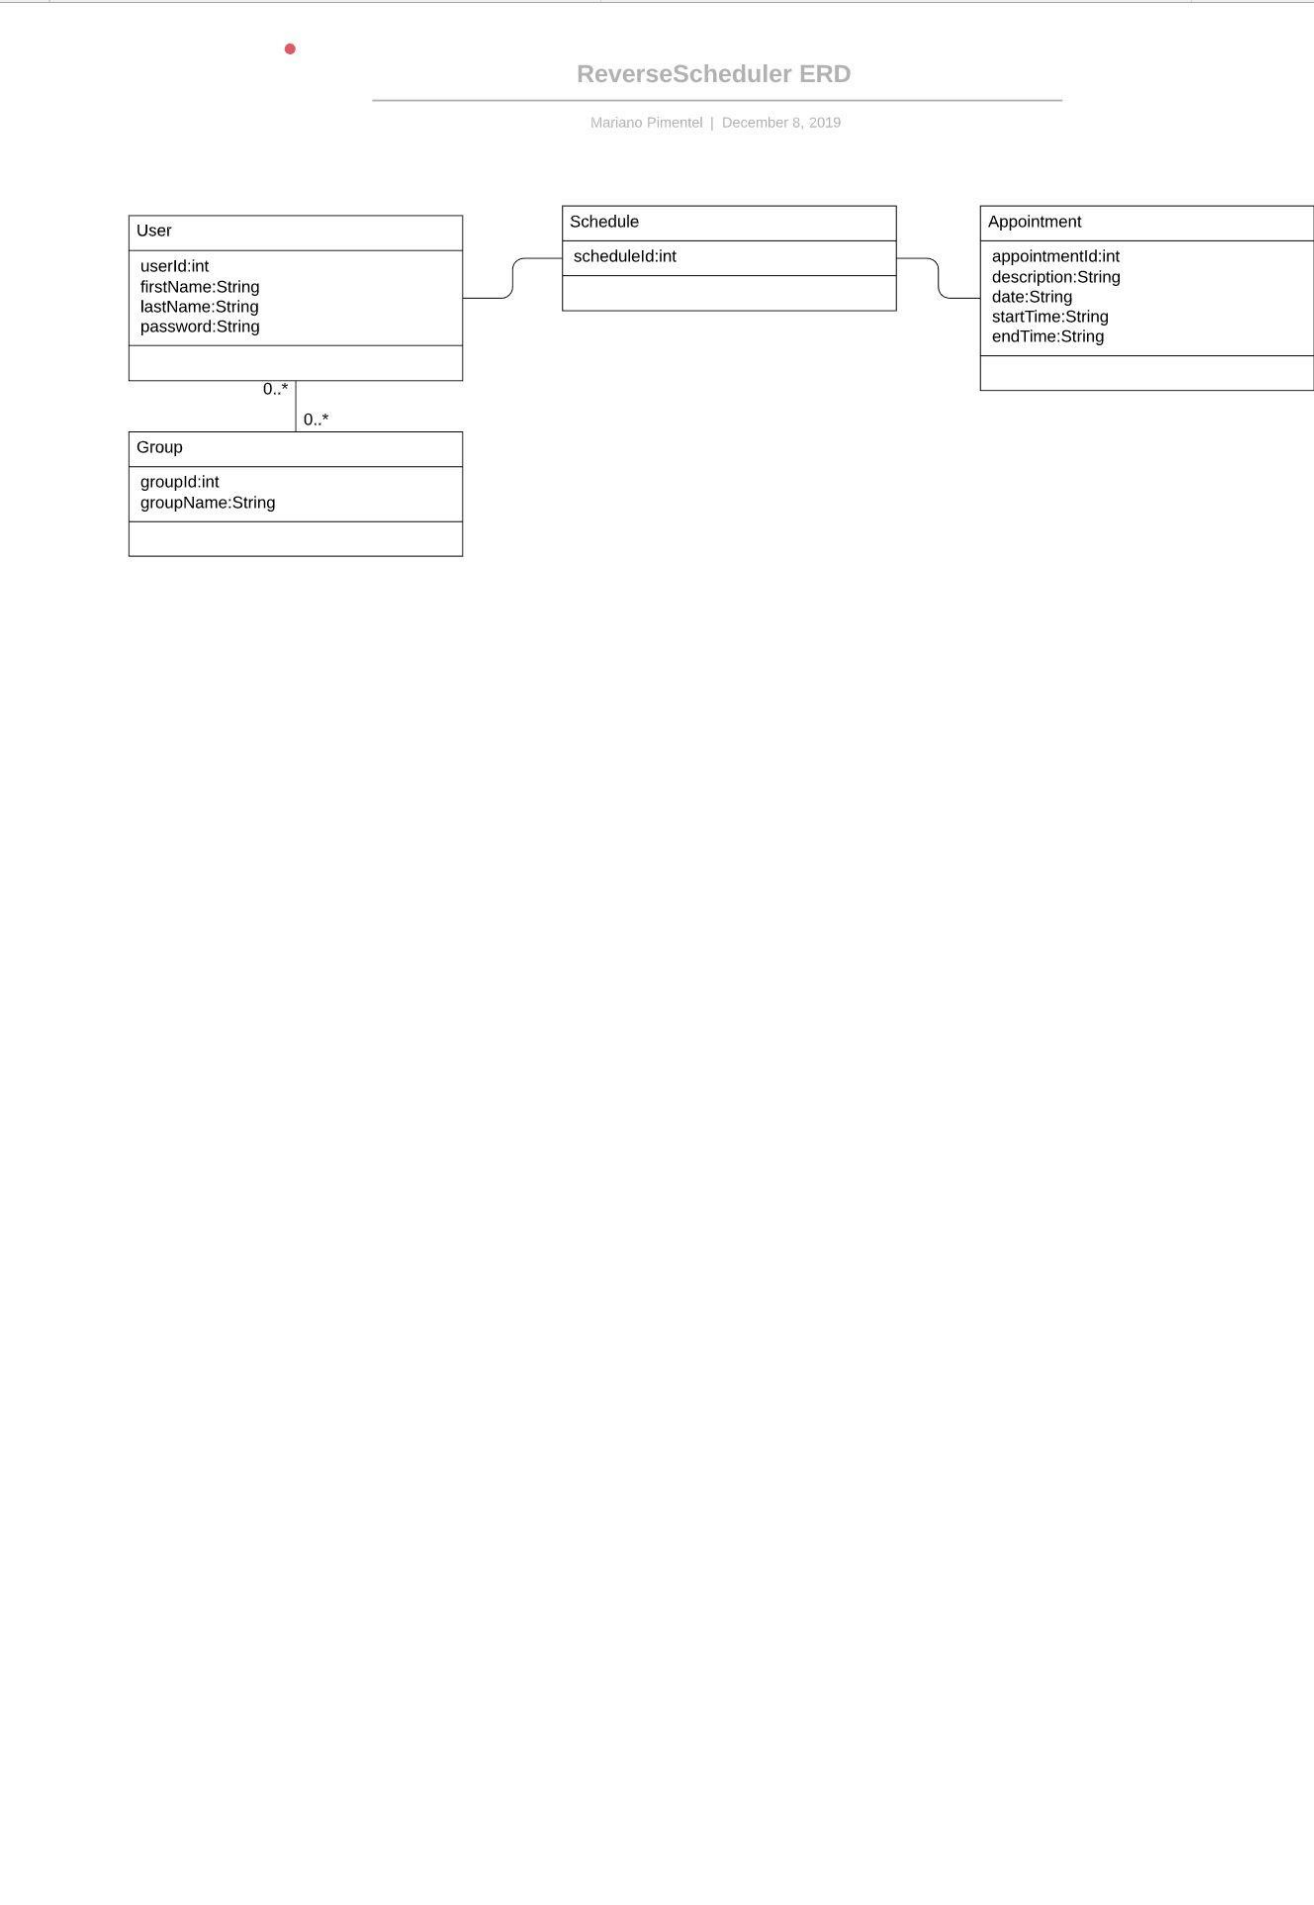 ReverseScheduler ERD
Mariano Pimentel | December 8, 2019
User
userId:int
firstName:String
lastName:String
password:String
0..*
0..*
Group
groupId:int
groupName:String
Schedule
scheduleId:int
Appointment
appointmentId:int
description:String
date:String
startTime:String
endTime:String